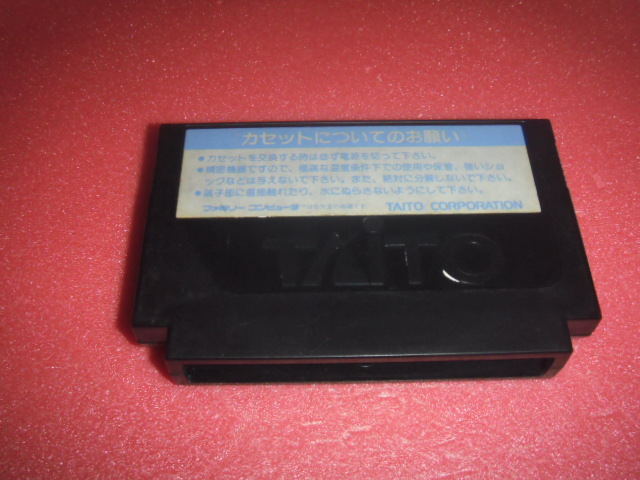 カセットについてのお願い
●カセットを交換する時は必ず電源を切って下さい。
●精密機器ですので、極端な温度条件下での使用や保管、強いショ
ックなどは与えないで下さい。また、絶対に分解しないで下さい。
●端子部に直接触れたり、水にぬらさないようにして下さい。
ファミリーコンピュータ TAITO CORPORATION
TAITO